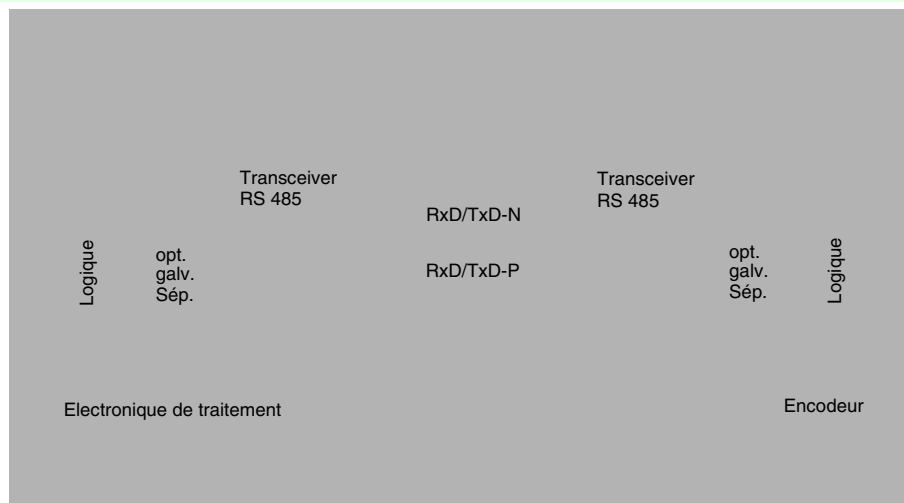 Transceiver
RS 485
Transceiver
RS 485
RxD/TxD-N
RxD/TxD-P
Logique
opt.
galv.
Sép.
opt.
galv.
Sép.
Logique
Electronique de traitement
Encodeur